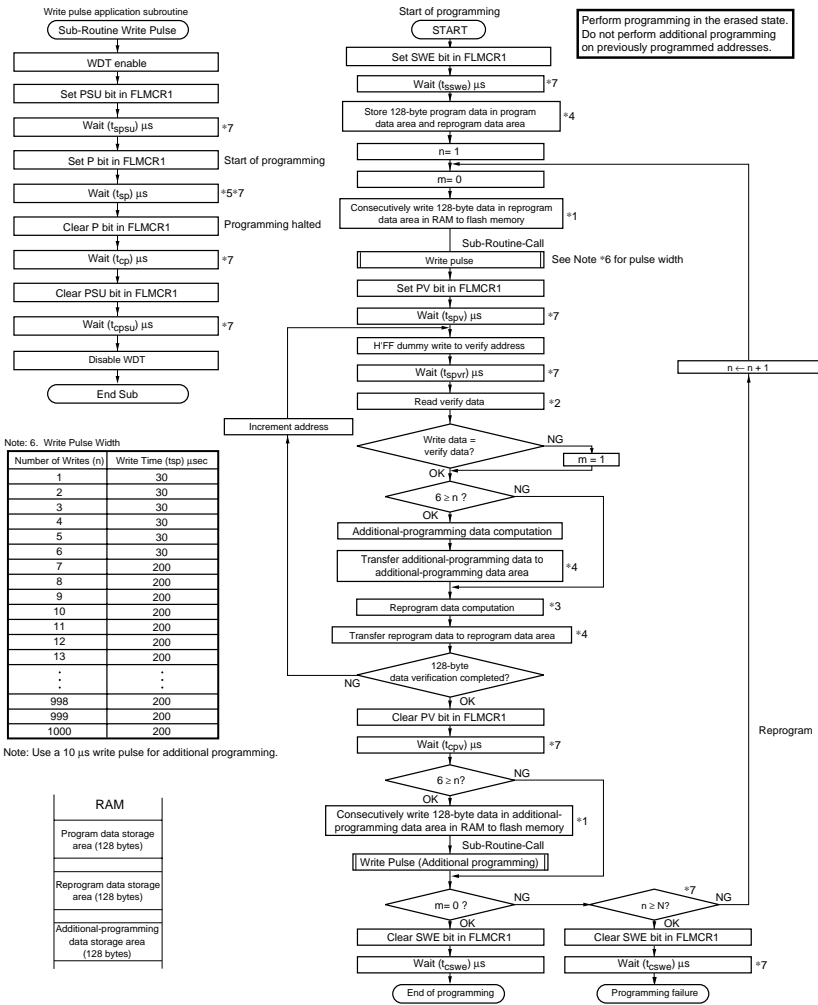 Write pulse application subroutine
Sub-Routine Write Pulse
WDT enable
Set PSU bit in FLMCR1
Wait (tspsu) μs
*7
Set P bit in FLMCR1
Start of programming
Wait (tsp) μs
*5*7
Clear P bit in FLMCR1
Programming halted
Wait (tcp) μs
*7
Clear PSU bit in FLMCR1
Wait (tcpsu) μs
*7
Disable WDT
End Sub
Note: 6. Write Pulse Width
Number of Writes (n) Write Time (tsp) μsec
1 30
2 30
3 30
4 30
5 30
6 30
7 200
8 200
9 200
10 200
11 200
12 200
13 200
. .
. .
. .
998 200
999 200
1000 200
Note: Use a 10 μs write pulse for additional programming.
RAM
Program data storage
area (128 bytes)
Reprogram data storage
area (128 bytes)
Additional-programming
data storage area
(128 bytes)
Start of programming
START
Perform programming in the erased state.
Do not perform additional programming
on previously programmed addresses.
Set SWE bit in FLMCR1
Wait (tsswe) μs
*7
Store 128-byte program data in program
data area and reprogram data area
*4
n= 1
m= 0
Consecutively write 128-byte data in reprogram
data area in RAM to flash memory
*1
Sub-Routine-Call
Write pulse
See Note *6 for pulse width
Set PV bit in FLMCR1
Wait (tspv) μs
*7
H'FF dummy write to verify address
Wait (tspvr) μs
*7
Read verify data
*2
Increment address
Write data =
verify data?
NG
m = 1
OK
6 ≥ n ?
NG
OK
Additional-programming data computation
Transfer additional-programming data to
additional-programming data area
*4
Reprogram data computation
*3
Transfer reprogram data to reprogram data area
*4
128-byte
data verification completed?
NG
OK
Clear PV bit in FLMCR1
Wait (tcpv) μs
*7
6 ≥ n?
NG
OK
Consecutively write 128-byte data in additional-
programming data area in RAM to flash memory
*1
Sub-Routine-Call
Write Pulse (Additional programming)
m= 0 ?
NG
OK
Clear SWE bit in FLMCR1
Wait (tcswe) μs
End of programming
n ← n + 1
Reprogram
*7
n ≥ N?
NG
OK
Clear SWE bit in FLMCR1
Wait (tcswe) μs
*7
Programming failure